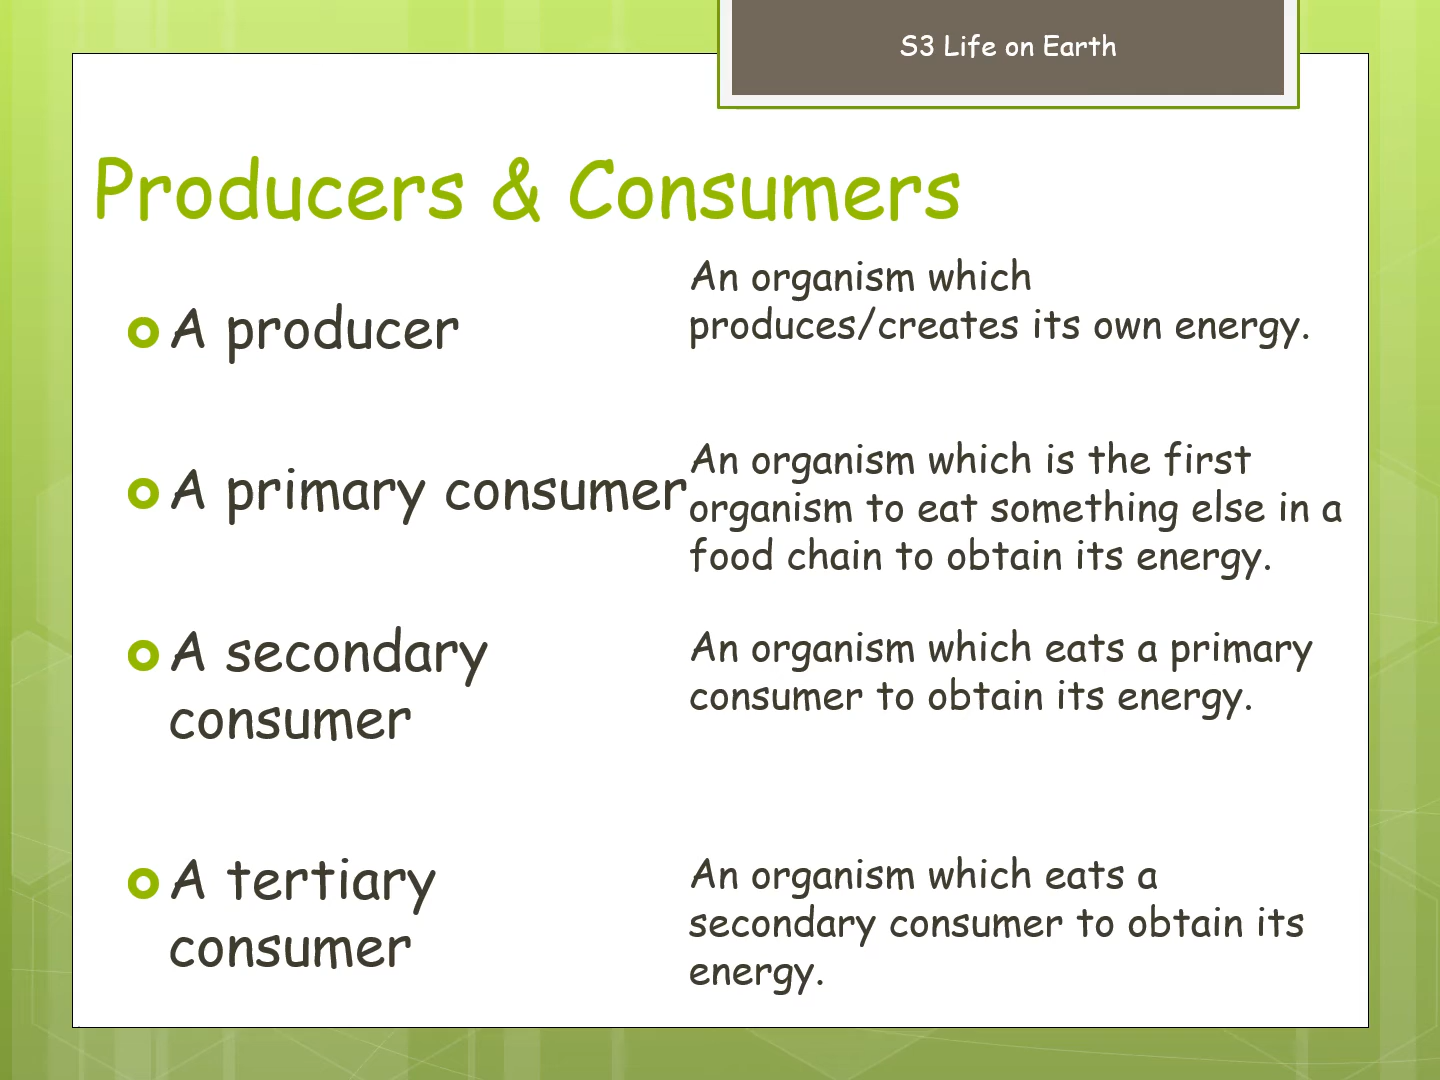 S3 Life on Earth
Producers & Consumers
A producer
An organism which
produces/creates its own energy.
A primary consumer
An organism which is the first
organism to eat something else in a
food chain to obtain its energy.
A secondary
consumer
An organism which eats a primary
consumer to obtain its energy.
A tertiary
consumer
An organism which eats a
secondary consumer to obtain its
energy.